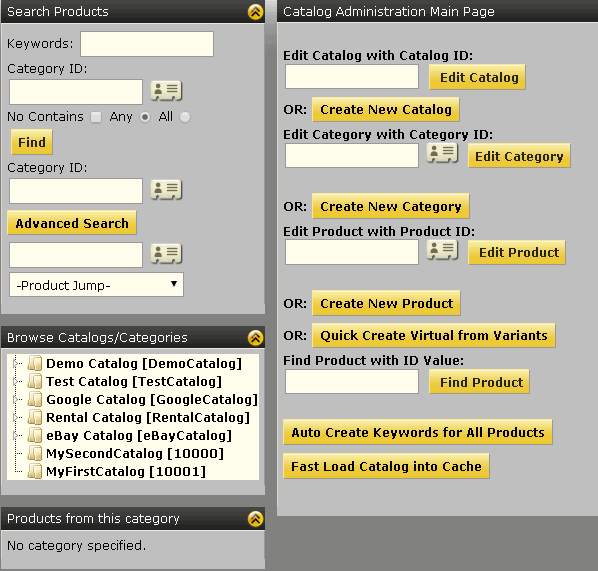 Search Products
Keywords:
Category ID:
No Contains Any All
Find
Category ID:
Advanced Search
-Product Jump-
Browse Catalogs/Categories
Demo Catalog [DemoCatalog]
Test Catalog [TestCatalog]
Google Catalog [GoogleCatalog]
Rental Catalog [RentalCatalog]
eBay Catalog [eBayCatalog]
MySecondCatalog [10000]
MyFirstCatalog [10001]
Products from this category
No category specified.
Catalog Administration Main Page
Edit Catalog with Catalog ID:
Edit Catalog
OR: Create New Catalog
Edit Category with Category ID:
Edit Category
OR: Create New Category
Edit Product with Product ID:
Edit Product
OR: Create New Product
OR: Quick Create Virtual from Variants
Find Product with ID Value:
Find Product
Auto Create Keywords for All Products
Fast Load Catalog into Cache